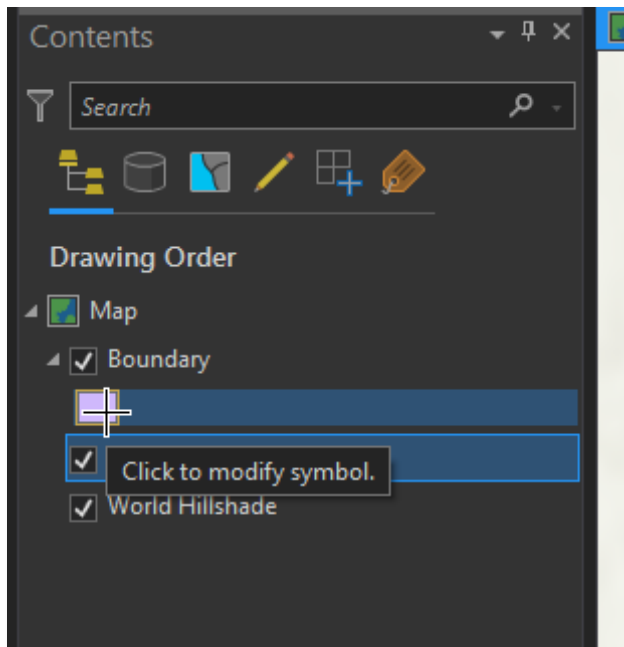 Contents
Search
Drawing Order
Map
Boundary
Click to modify symbol.
World Hillshade